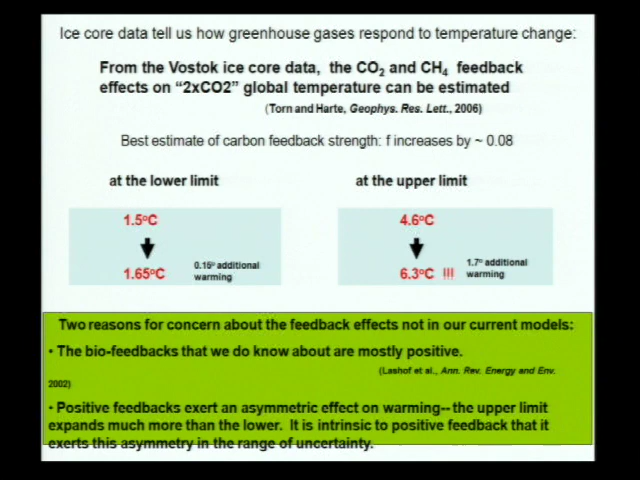 Ice core data tell us how greenhouse gases respond to temperature change:
From the Vostok ice core data, the CO₂ and CH₄ feedback
effects on “2xCO2” global temperature can be estimated
(Torn and Harte, Geophys. Res. Lett., 2006)
Best estimate of carbon feedback strength: f increases by ~ 0.08
at the lower limit
at the upper limit
1.5ºC
4.6ºC
1.65ºC
0.15º additional
warming
6.3ºC !!!
1.7º additional
warming
Two reasons for concern about the feedback effects not in our current models:
• The bio-feedbacks that we do know about are mostly positive.
(Lashof et al., Ann. Rev. Energy and Env.
2002)
• Positive feedbacks exert an asymmetric effect on warming--the upper limit
expands much more than the lower. It is intrinsic to positive feedback that it
exerts this asymmetry in the range of uncertainty.